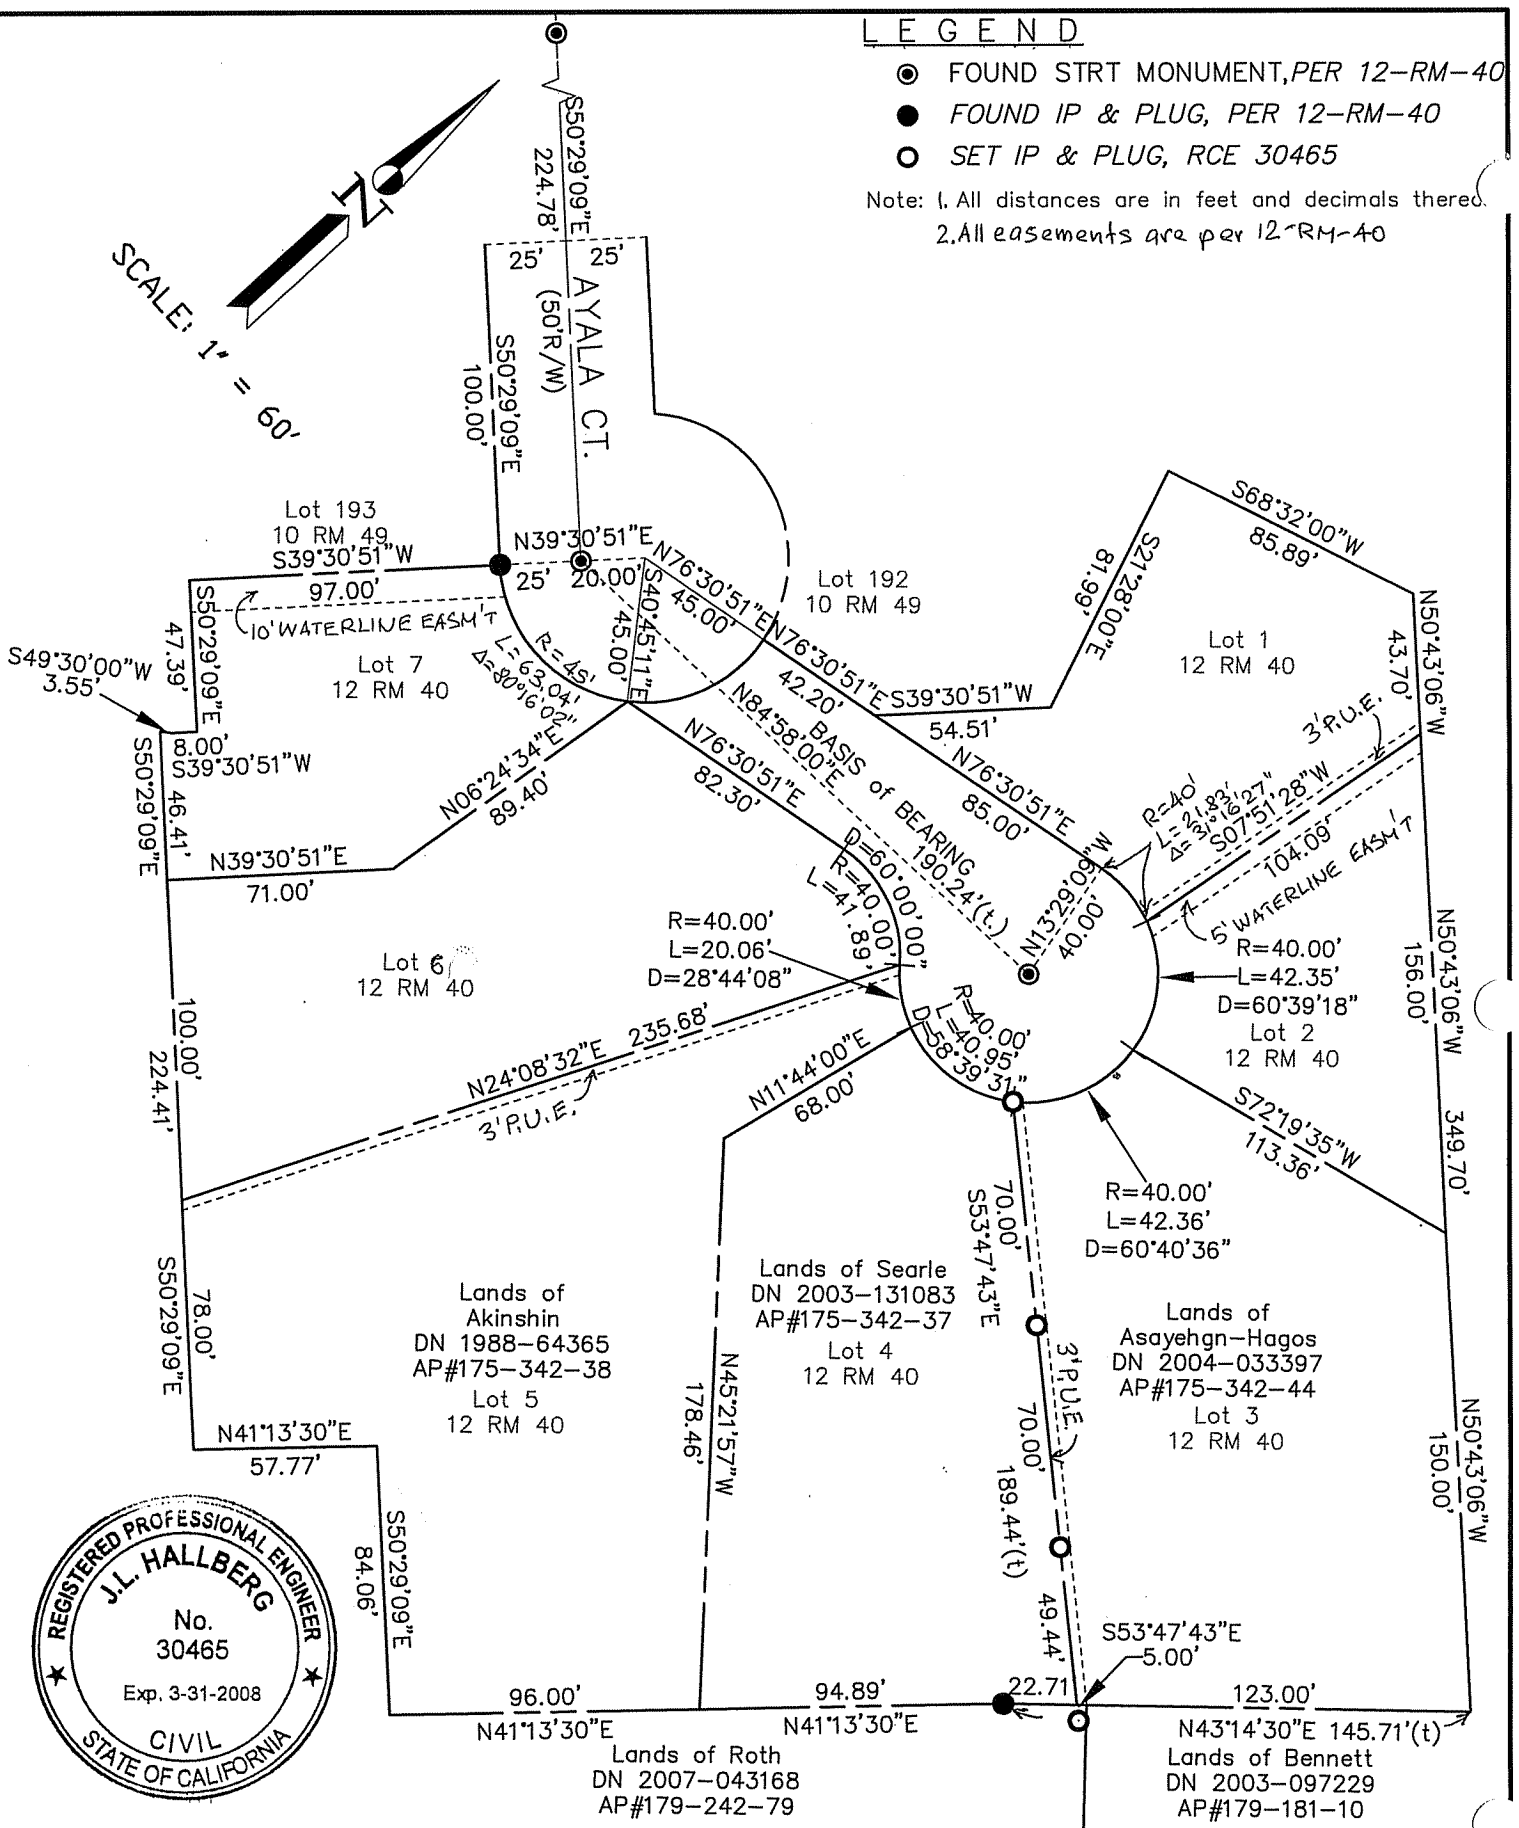 LEGEND
FOUND STRT MONUMENT, PER 12-RM-40
FOUND IP & PLUG, PER 12-RM-40
SET IP & PLUG, RCE 30465
Note: 1. All distances are in feet and decimals
2. All easements are per 12-RM-40
N
SCALE: 1" = 60'
S50°29'09"E
224.78'
25'
25'
AYALA CT.
(50'R/W)
S50°29'09"E
100.00'
Lot 193
10 RM 49
S39°30'51"W
97.00'
10' WATERLINE EASM'T
N39°30'51"E
25'
20.00'
N76°30'51"E
45.00'
S40°45'11"E
45.00'
R=45'
L=63.04'
Δ=80°16'02"
Lot 192
10 RM 49
S68°32'00"W
85.89'
S21°28'00"E
81.99'
Lot 1
12 RM 40
N50°43'06"W
43.70'
S50°29'09"E
47.39'
S49°30'00"W
3.55'
8.00'
S39°30'51"W
Lot 7
12 RM 40
N76°30'51"E
42.20'
S39°30'51"W
54.51'
N76°30'51"E
85.00'
N84°58'00"E
BASIS of BEARING
190.24'(t.)
N76°30'51"E
82.30'
N06°24'34"E
89.40'
S50°29'09"E
46.41'
N39°30'51"E
71.00'
3' P.U.E.
R=40'
L=21.83'
Δ=31°16'27"
S07°51'28"W
104.09'
5' WATERLINE EASM'T
N13°29'09"W
40.00'
D=60°00'00"
R=40.00'
L=41.89'
R=40.00'
L=20.06'
D=28°44'08"
R=40.00'
L=42.35'
D=60°39'18"
Lot 2
12 RM 40
N50°43'06"W
156.00'
Lot 6
12 RM 40
100.00'
224.41'
N24°08'32"E 235.68'
3' P.U.E.
R=40.00'
L=40.95'
D=58°39'31"
N11°44'00"E
68.00'
S72°19'35"W
113.36'
349.70'
R=40.00'
L=42.36'
D=60°40'36"
70.00'
S53°47'43"E
Lands of
Akinshin
DN 1988-64365
AP#175-342-38
Lot 5
12 RM 40
Lands of Searle
DN 2003-131083
AP#175-342-37
Lot 4
12 RM 40
Lands of
Asayehgn-Hagos
DN 2004-033397
AP#175-342-44
Lot 3
12 RM 40
78.00'
S50°29'09"E
N45°21'57"W
178.46'
3' P.U.E.
70.00'
189.44'(t)
N50°43'06"W
150.00'
N41°13'30"E
57.77'
S50°29'09"E
84.06'
49.44'
S53°47'43"E
5.00'
96.00'
N41°13'30"E
94.89'
N41°13'30"E
22.71
123.00'
N43°14'30"E 145.71'(t)
Lands of Roth
DN 2007-043168
AP#179-242-79
Lands of Bennett
DN 2003-097229
AP#179-181-10
REGISTERED PROFESSIONAL ENGINEER
J.L. HALLBERG
No.
30465
Exp. 3-31-2008
CIVIL
STATE OF CALIFORNIA